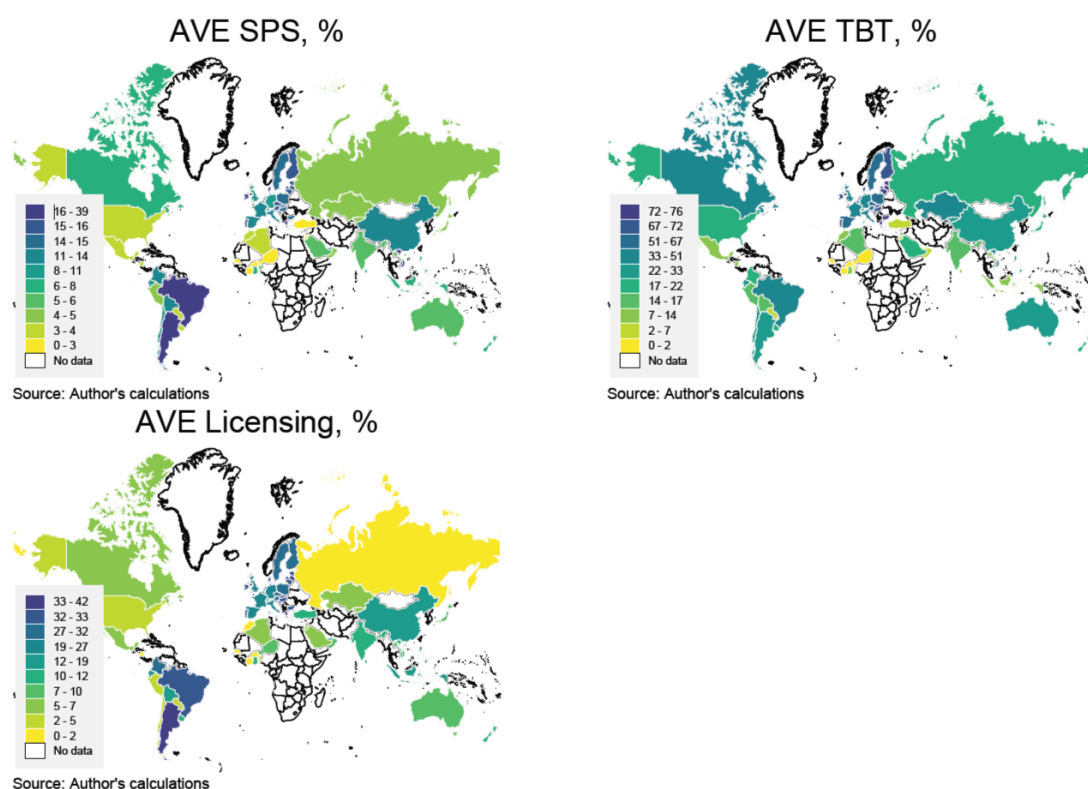 AVE SPS, %
16 - 39
15 - 16
14 - 15
11 - 14
8 - 11
6 - 8
5 - 6
4 - 5
3 - 4
0 - 3
No data
Source: Author's calculations
AVE TBT, %
72 - 76
67 - 72
51 - 67
33 - 51
22 - 33
17 - 22
14 - 17
7 - 14
2 - 7
0 - 2
No data
Source: Author's calculations
AVE Licensing, %
33 - 42
32 - 33
27 - 32
19 - 27
12 - 19
10 - 12
7 - 10
5 - 7
2 - 5
0 - 2
No data
Source: Author's calculations